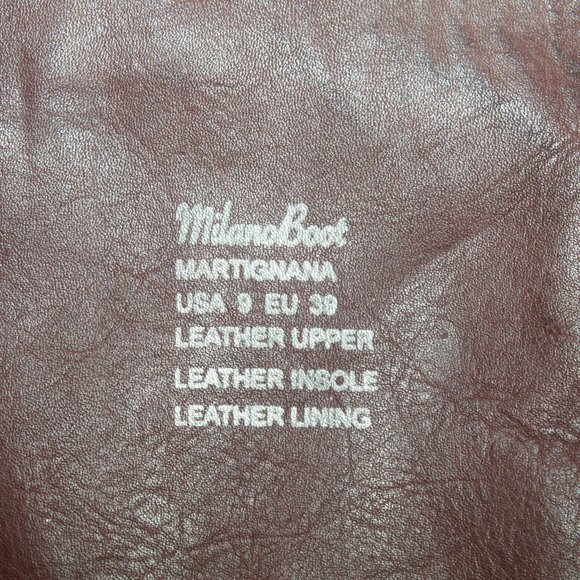 MilanoBoot
MARTIGNANA
USA 9 EU 39
LEATHER UPPER
LEATHER INSOLE
LEATHER LINING